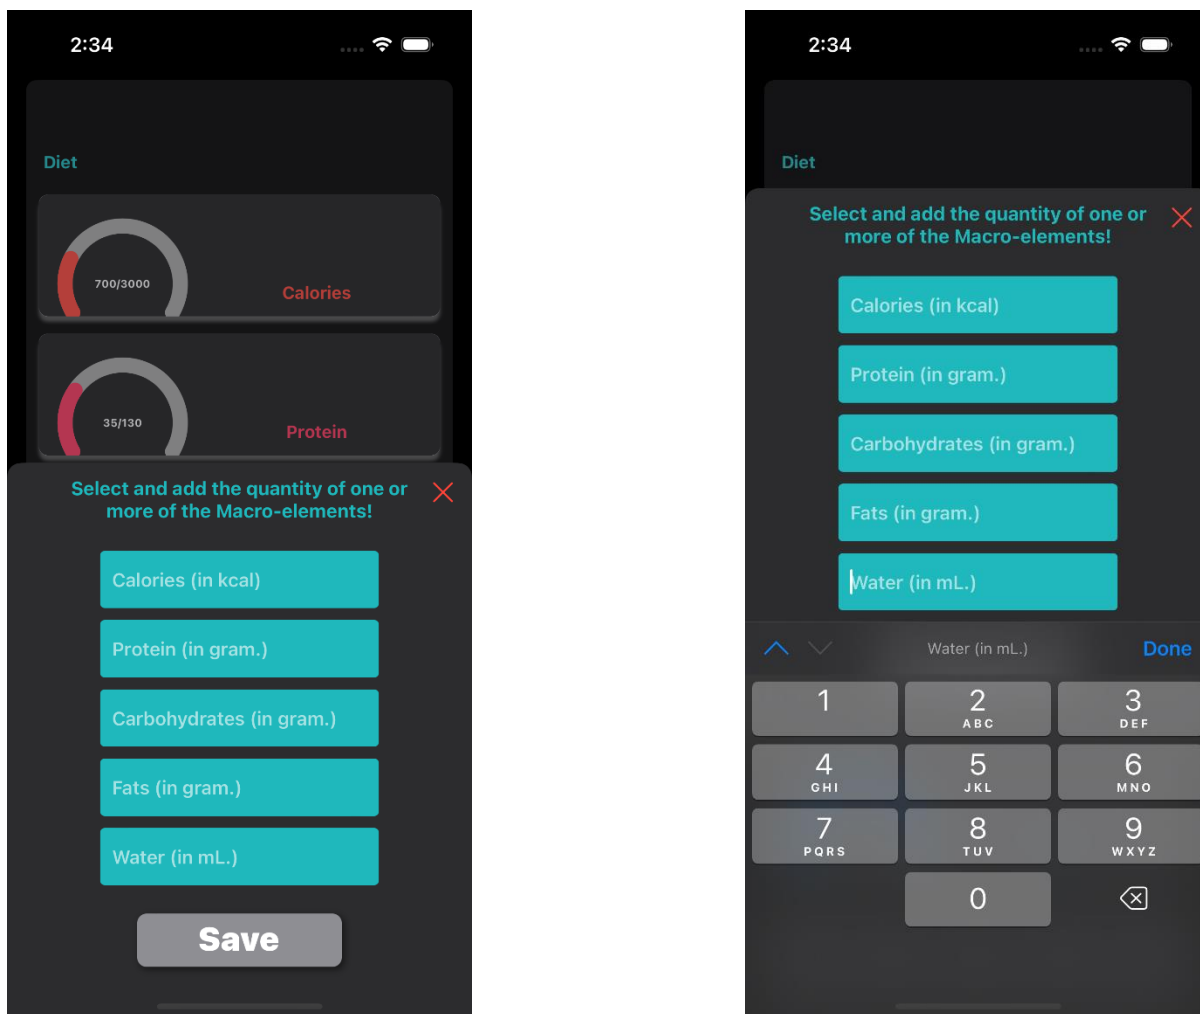 2:34
Diet
700/3000
Calories
35/130
Protein
Select and add the quantity of one or
more of the Macro-elements!
Calories (in kcal)
Protein (in gram.)
Carbohydrates (in gram.)
Fats (in gram.)
Water (in mL.)
Save
2:34
Diet
Select and add the quantity of one or
more of the Macro-elements!
Calories (in kcal)
Protein (in gram.)
Carbohydrates (in gram.)
Fats (in gram.)
Water (in mL.)
Water (in mL.) Done
1 2 3
ABC DEF
4 5 6
GHI JKL MNO
7 8 9
PQRS TUV WXYZ
0